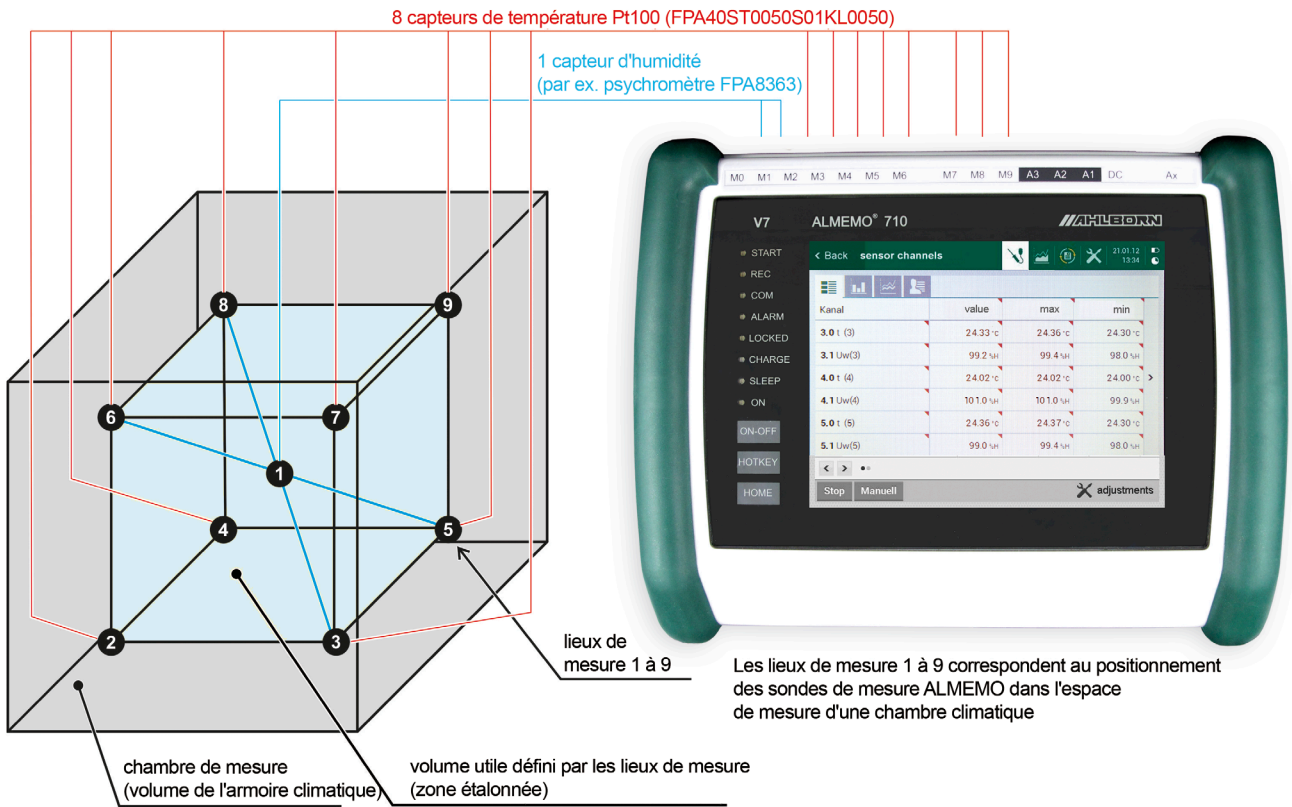 8 capteurs de température Pt100 (FPA40ST0050S01KL0050)
1 capteur d'humidité
(par ex. psychromètre FPA8363)
M0 M1 M2 M3 M4 M5 M6 M7 M8 M9 A3 A2 A1 DC Ax
V7 ALMEMO® 710 AHLBORN
START
REC
COM
ALARM
LOCKED
CHARGE
SLEEP
ON
ON-OFF
HOTKEY
HOME
< Back sensor channels 21.01.12
13:34
Kanal value max min
3.0 t (3) 24.33 °C 24.36 °C 24.30 °C
3.1 Uw(3) 99.2 %H 99.4 %H 98.0 %H
4.0 t (4) 24.02 °C 24.02 °C 24.00 °C >
4.1 Uw(4) 101.0 %H 101.0 %H 99.9 %H
5.0 t (5) 24.36 °C 24.37 °C 24.30 °C
5.1 Uw(5) 99.0 %H 99.4 %H 98.0 %H
< >
Stop Manuell adjustments
8
9
6
7
1
4
5
2
3
lieux de
mesure 1 à 9
Les lieux de mesure 1 à 9 correspondent au positionnement
des sondes de mesure ALMEMO dans l'espace
de mesure d'une chambre climatique
chambre de mesure
(volume de l'armoire climatique)
volume utile défini par les lieux de mesure
(zone étalonnée)